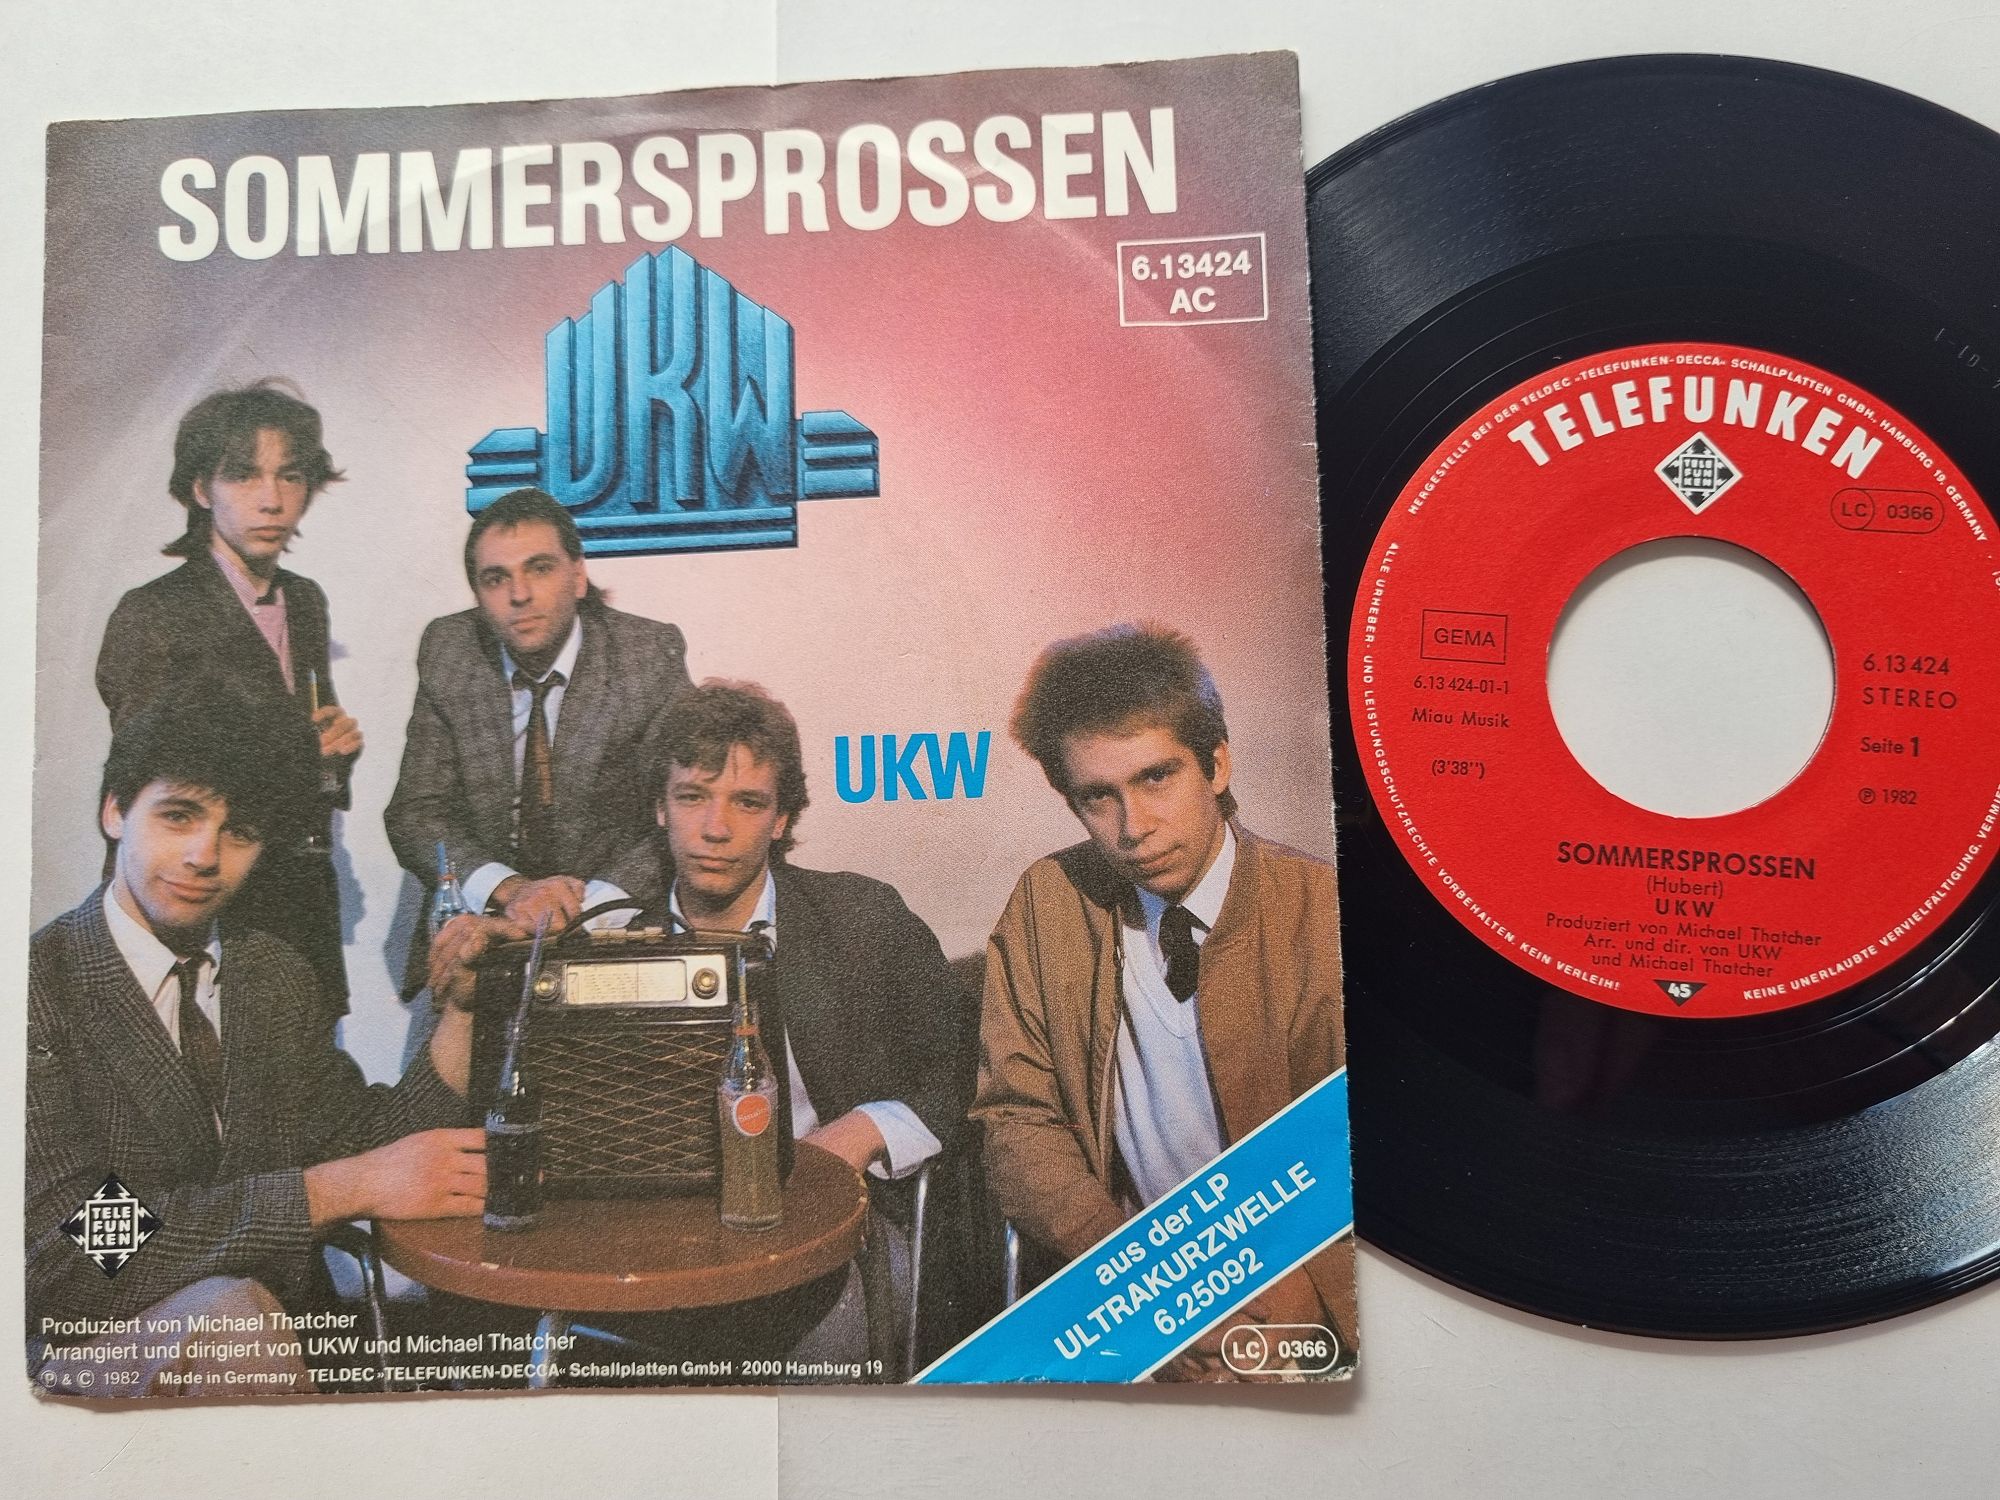 SOMMERSPROSSEN
6.13424
AC
UKW
UKW
aus der LP
ULTRAKURZWELLE
6.25092
LC 0366
TELE
FUN
KEN
Produziert von Michael Thatcher
Arrangiert und dirigiert von UKW und Michael Thatcher
Ⓟ & © 1982 Made in Germany · TELDEC »TELEFUNKEN-DECCA« Schallplatten GmbH · 2000 Hamburg 19
HERGESTELLT BEI DER TELDEC »TELEFUNKEN-DECCA« SCHALLPLATTEN GMBH., HAMBURG 19, GERMANY
TELEFUNKEN
TELE
FUN
KEN
LC 0366
GEMA
6.13 424-01-1
Miau Musik
(3'38'')
6.13 424
STEREO
Seite 1
Ⓟ 1982
SOMMERSPROSSEN
(Hubert)
UKW
Produziert von Michael Thatcher
Arr. und dir. von UKW
und Michael Thatcher
45
ALLE URHEBER- UND LEISTUNGSSCHUTZRECHTE VORBEHALTEN. KEIN VERLEIH!
KEINE UNERLAUBTE VERVIELFÄLTIGUNG,